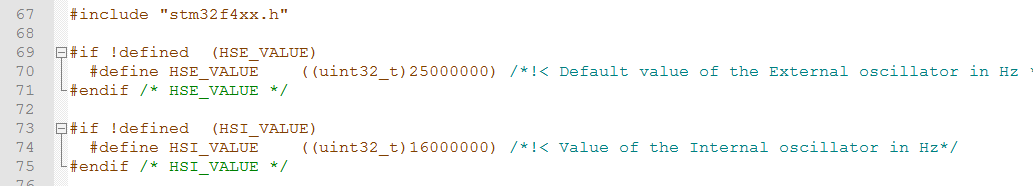 67 #include "stm32f4xx.h"
68
69 #if !defined  (HSE_VALUE)
70   #define HSE_VALUE    ((uint32_t)25000000) /*!< Default value of the External oscillator in Hz
71 #endif /* HSE_VALUE */
72
73 #if !defined  (HSI_VALUE)
74   #define HSI_VALUE    ((uint32_t)16000000) /*!< Value of the Internal oscillator in Hz*/
75 #endif /* HSI_VALUE */